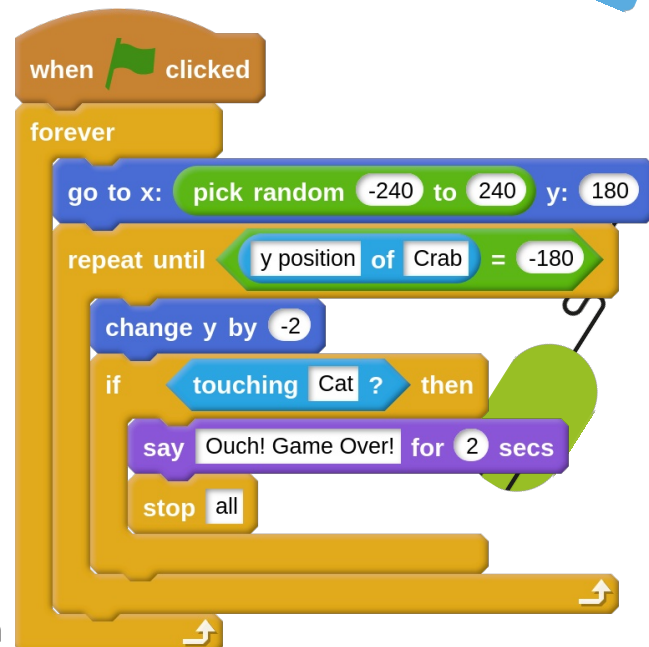 when clicked
forever
go to x: pick random -240 to 240 y: 180
repeat until y position of Crab = -180
change y by -2
if touching Cat ? then
say Ouch! Game Over! for 2 secs
stop all